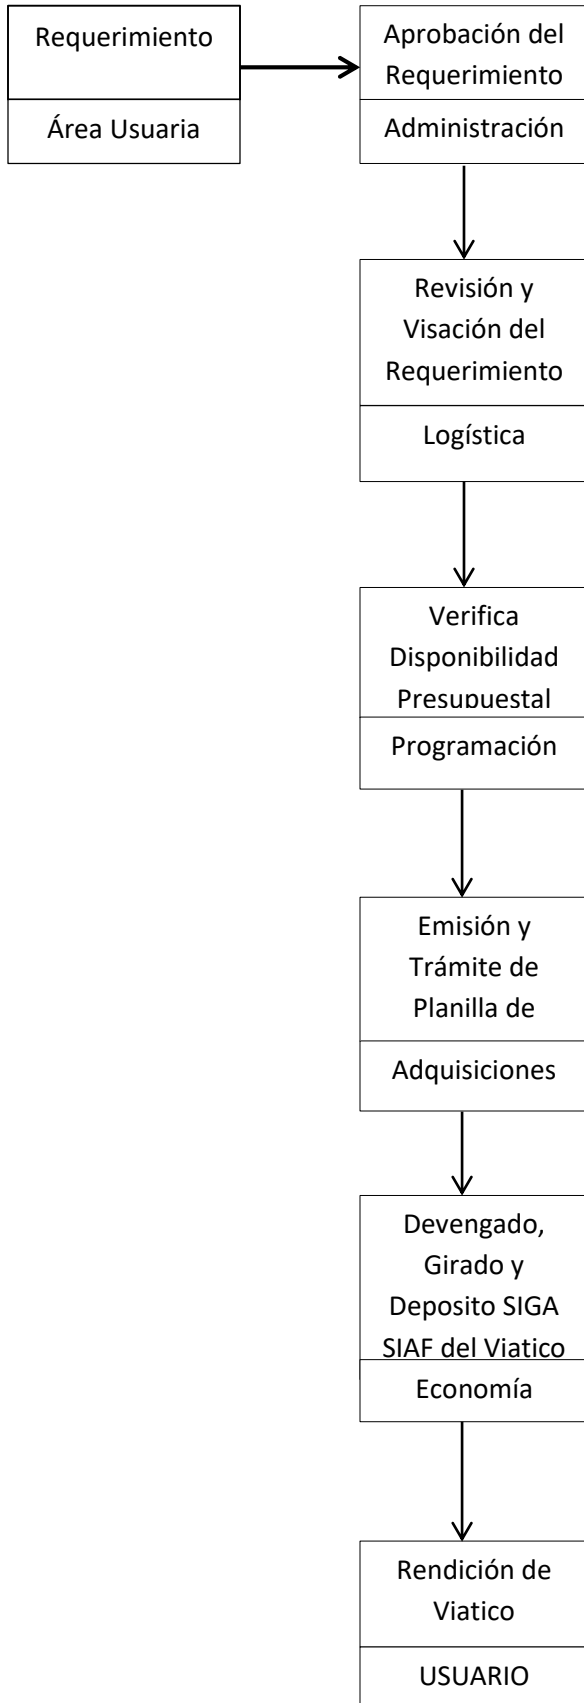 Requerimiento
Área Usuaria
Aprobación del
Requerimiento
Administración
Revisión y
Visación del
Requerimiento
Logística
Verifica
Disponibilidad
Presupuestal
Programación
Emisión y
Trámite de
Planilla de
Adquisiciones
Devengado,
Girado y
Deposito SIGA
SIAF del Viatico
Economía
Rendición de
Viatico
USUARIO